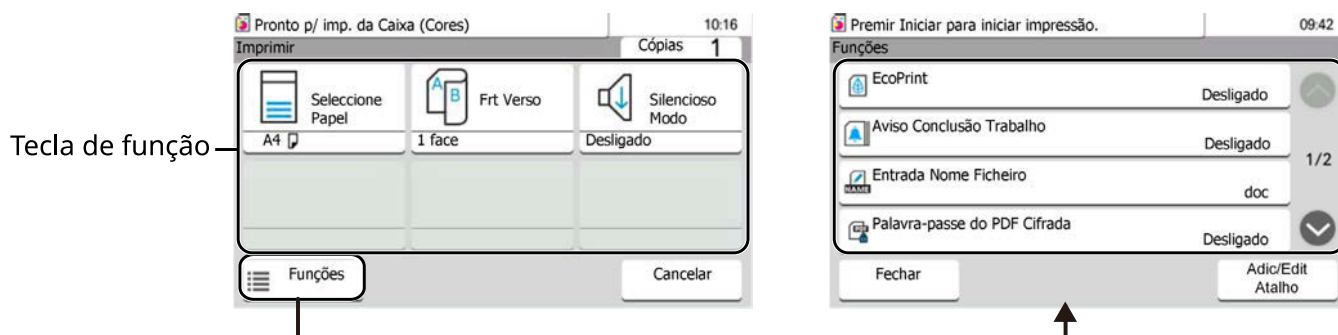 Pronto p/ imp. da Caixa (Cores) 10:16
Imprimir Cópias 1
Seleccione
Papel
A4
A B
Frt Verso
1 face
Silencioso
Modo
Desligado
Tecla de função
Funções Cancelar
Premir Iniciar para iniciar impressão. 09:42
Funções
EcoPrint
Desligado
Aviso Conclusão Trabalho
Desligado
1/2
Entrada Nome Ficheiro
NAME
doc
Palavra-passe do PDF Cifrada
PDF
Desligado
Fechar
Adic/Edit
Atalho